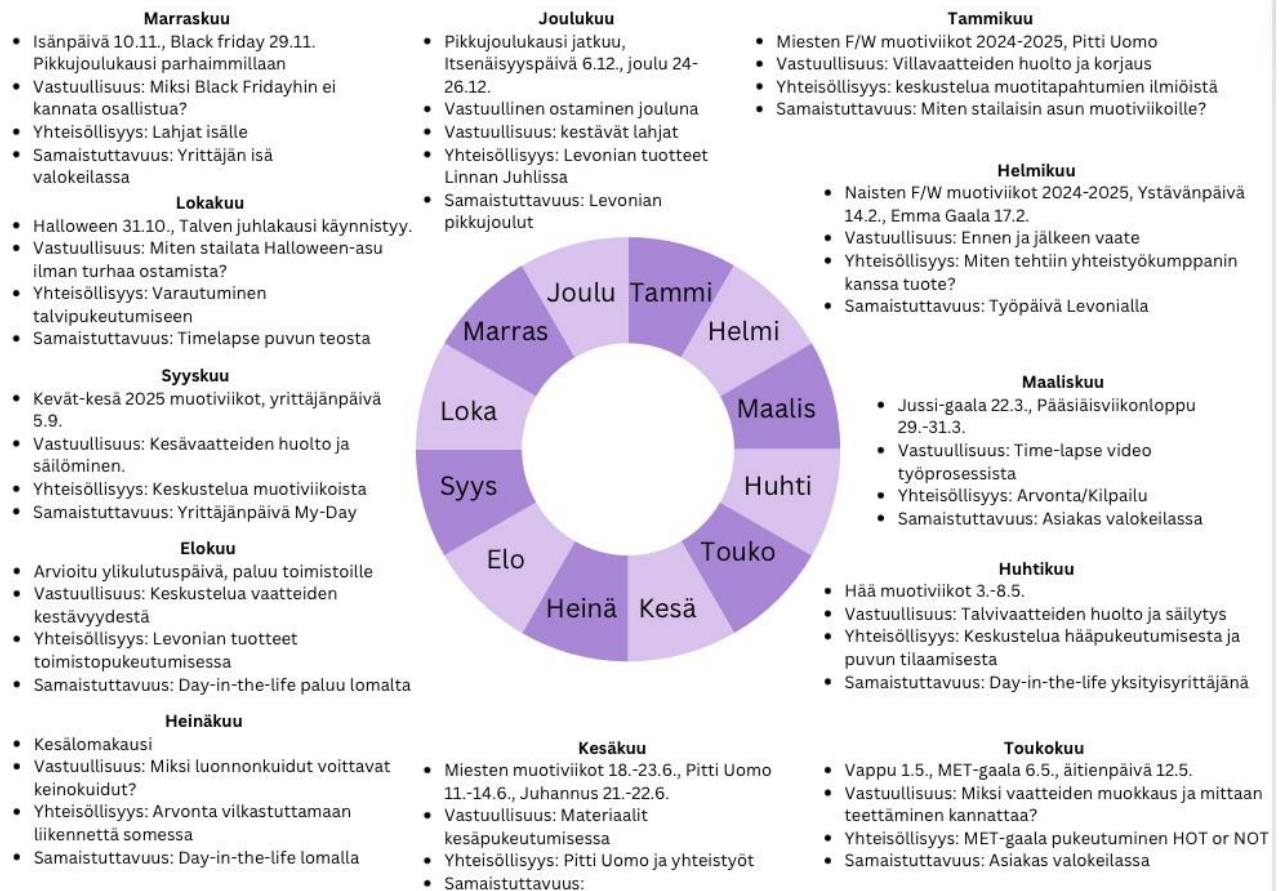 Marraskuu
• Isänpäivä 10.11., Black friday 29.11.
Pikkujoulukausi parhaimmillaan
• Vastuullisuus: Miksi Black Fridayhin ei
kannata osallistua?
• Yhteisöllisyys: Lahjat isälle
• Samaistuttavuus: Yrittäjän isä
valokeilassa
Joulukuu
• Pikkujoulukausi jatkuu,
Itsenäisyyspäivä 6.12., joulu 24-
26.12.
• Vastuullinen ostaminen jouluna
• Vastuullisuus: kestävät lahjat
• Yhteisöllisyys: Levonian tuotteet
Linnan Juhlissa
• Samaistuttavuus: Levonian
pikkujoulut
Tammikuu
• Miesten F/W muotiviikot 2024-2025, Pitti Uomo
• Vastuullisuus: Villavaatteiden huolto ja korjaus
• Yhteisöllisyys: keskustelua muotitapahtumien ilmiöistä
• Samaistuttavuus: Miten stailaisin asun muotiviikoille?
Helmikuu
• Naisten F/W muotiviikot 2024-2025, Ystävänpäivä
14.2., Emma Gaala 17.2.
• Vastuullisuus: Ennen ja jälkeen vaate
• Yhteisöllisyys: Miten tehtiin yhteistyökumppanin
kanssa tuote?
• Samaistuttavuus: Työpäivä Levonialla
Lokakuu
• Halloween 31.10., Talven juhlakausi käynnistyy.
• Vastuullisuus: Miten stailata Halloween-asu
ilman turhaa ostamista?
• Yhteisöllisyys: Varautuminen
talvipukeutumiseen
• Samaistuttavuus: Timelapse puvun teosta
Joulu
Tammi
Helmi
Maalis
Huhti
Touko
Kesä
Heinä
Elo
Syys
Loka
Marras
Maaliskuu
• Jussi-gaala 22.3., Pääsiäisviikonloppu
29.-31.3.
• Vastuullisuus: Time-lapse video
työprosessista
• Yhteisöllisyys: Arvonta/Kilpailu
• Samaistuttavuus: Asiakas valokeilassa
Syyskuu
• Kevät-kesä 2025 muotiviikot, yrittäjänpäivä
5.9.
• Vastuullisuus: Kesävaatteiden huolto ja
säilöminen.
• Yhteisöllisyys: Keskustelua muotiviikoista
• Samaistuttavuus: Yrittäjänpäivä My-Day
Elokuu
• Arvioitu ylikulutuspäivä, paluu toimistoille
• Vastuullisuus: Keskustelua vaatteiden
kestävyydestä
• Yhteisöllisyys: Levonian tuotteet
toimistopukeutumisessa
• Samaistuttavuus: Day-in-the-life paluu lomalta
Huhtikuu
• Hää muotiviikot 3.-8.5.
• Vastuullisuus: Talvivaatteiden huolto ja säilytys
• Yhteisöllisyys: Keskustelua hääpukeutumisesta ja
puvun tilaamisesta
• Samaistuttavuus: Day-in-the-life yksityisyrittäjänä
Heinäkuu
• Kesälomakausi
• Vastuullisuus: Miksi luonnonkuidut voittavat
keinokuidut?
• Yhteisöllisyys: Arvonta vilkastuttamaan
liikennettä somessa
• Samaistuttavuus: Day-in-the-life lomalla
Kesäkuu
• Miesten muotiviikot 18.-23.6., Pitti Uomo
11.-14.6., Juhannus 21.-22.6.
• Vastuullisuus: Materiaalit
kesäpukeutumisessa
• Yhteisöllisyys: Pitti Uomo ja yhteistyöt
• Samaistuttavuus:
Toukokuu
• Vappu 1.5., MET-gaala 6.5., äitienpäivä 12.5.
• Vastuullisuus: Miksi vaatteiden muokkaus ja mittaan
teettäminen kannattaa?
• Yhteisöllisyys: MET-gaala pukeutuminen HOT or NOT
• Samaistuttavuus: Asiakas valokeilassa